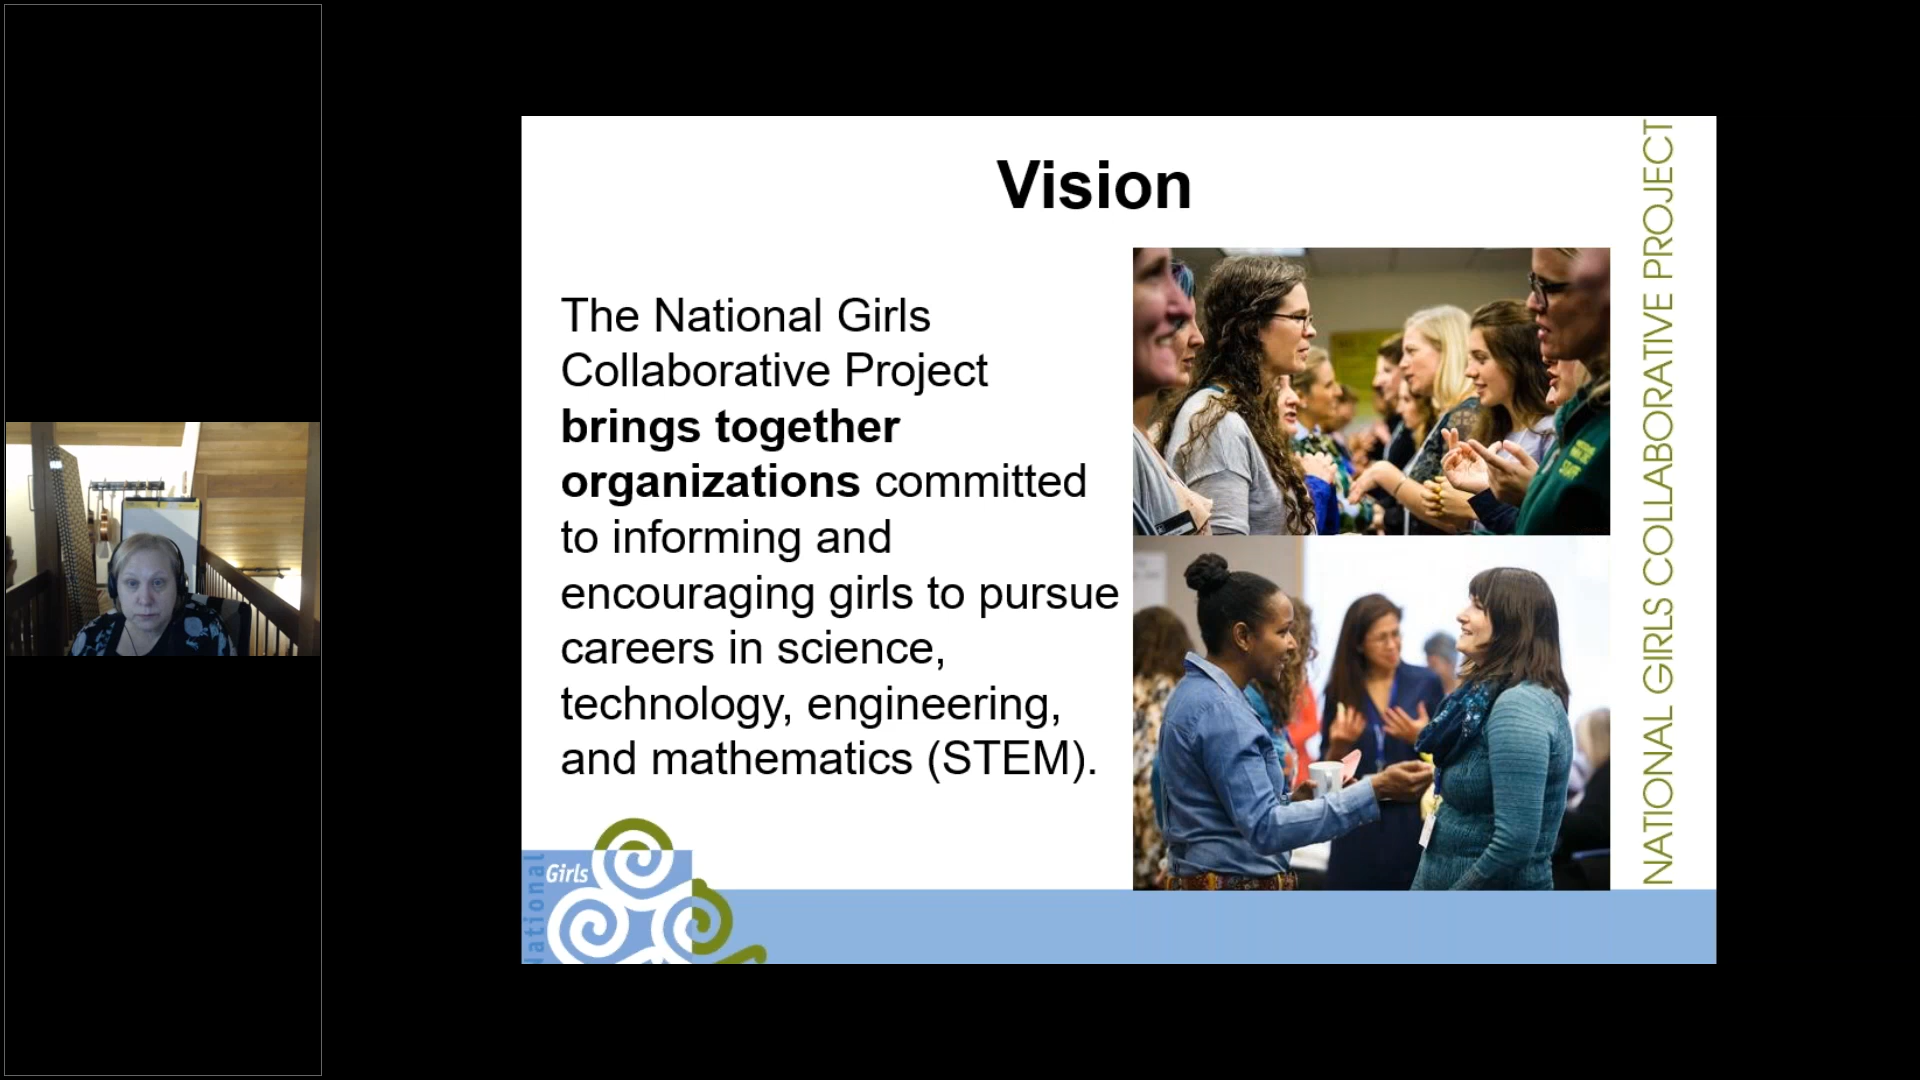 Vision
The National Girls
Collaborative Project
brings together
organizations committed
to informing and
encouraging girls to pursue
careers in science,
technology, engineering,
and mathematics (STEM).
NATIONAL GIRLS COLLABORATIVE PROJECT
Girls
National